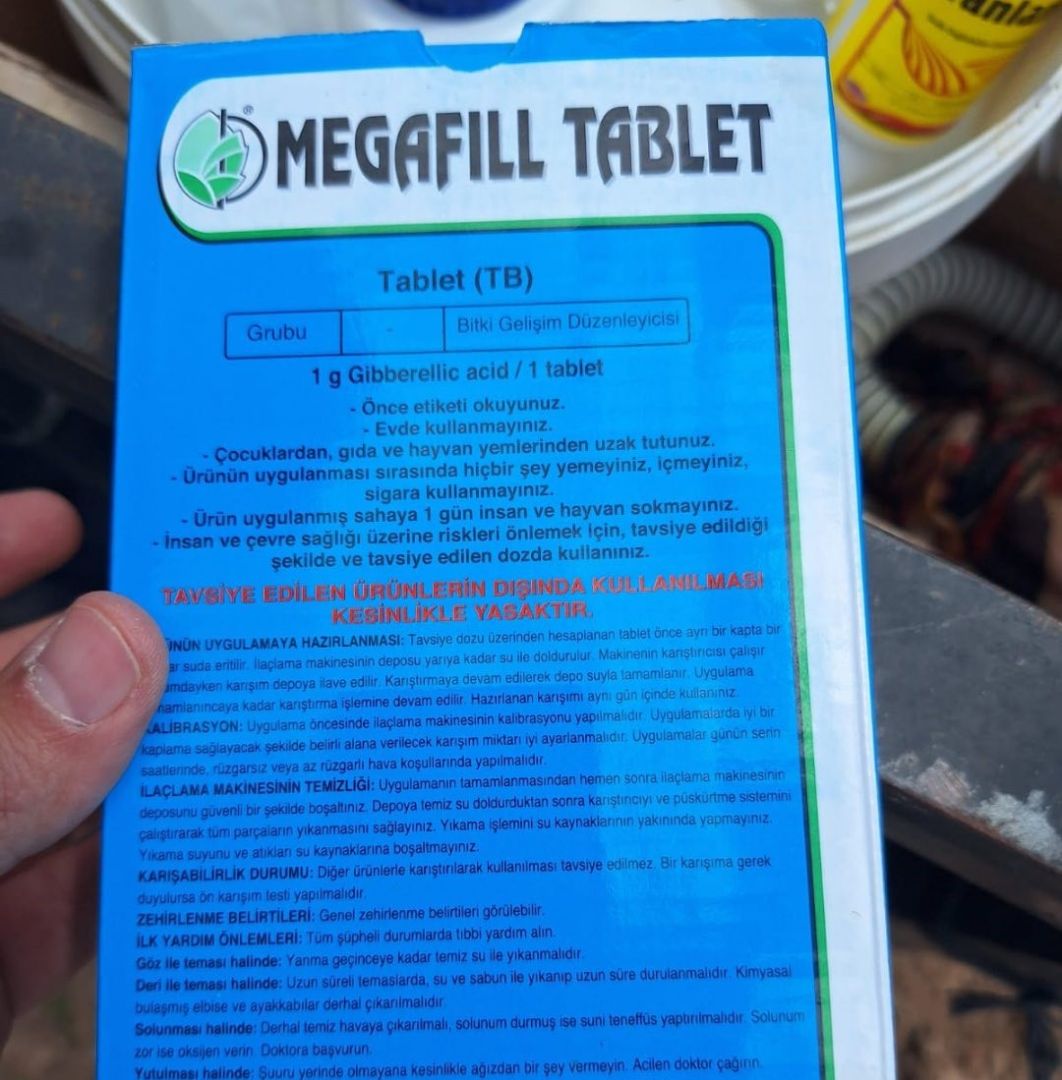 anla
® MEGAFILL TABLET
Tablet (TB)
Grubu - Bitki Gelişim Düzenleyicisi
1 g Gibberellic acid / 1 tablet
- Önce etiketi okuyunuz.
- Evde kullanmayınız.
- Çocuklardan, gıda ve hayvan yemlerinden uzak tutunuz.
- Ürünün uygulanması sırasında hiçbir şey yemeyiniz, içmeyiniz,
sigara kullanmayınız.
- Ürün uygulanmış sahaya 1 gün insan ve hayvan sokmayınız.
- İnsan ve çevre sağlığı üzerine riskleri önlemek için, tavsiye edildiği
şekilde ve tavsiye edilen dozda kullanınız.
TAVSİYE EDİLEN ÜRÜNLERİN DIŞINDA KULLANILMASI
KESİNLİKLE YASAKTIR.
ÜNÜN UYGULAMAYA HAZIRLANMASI: Tavsiye dozu üzerinden hesaplanan tablet önce ayrı bir kapta bir
ar suda eritilir. İlaçlama makinesinin deposu yarıya kadar su ile doldurulur. Makinenin karıştırıcısı çalışır
umdayken karışım depoya ilave edilir. Karıştırmaya devam edilerek depo suyla tamamlanır. Uygulama
namlanıncaya kadar karıştırma işlemine devam edilir. Hazırlanan karışımı aynı gün içinde kullanınız.
KALİBRASYON: Uygulama öncesinde ilaçlama makinesinin kalibrasyonu yapılmalıdır. Uygulamalarda iyi bir
kaplama sağlayacak şekilde belirli alana verilecek karışım miktarı iyi ayarlanmalıdır. Uygulamalar günün serin
saatlerinde, rüzgarsız veya az rüzgarlı hava koşullarında yapılmalıdır.
İLAÇLAMA MAKİNESİNİN TEMİZLİĞİ: Uygulamanın tamamlanmasından hemen sonra ilaçlama makinesinin
deposunu güvenli bir şekilde boşaltınız. Depoya temiz su doldurduktan sonra karıştırıcıyı ve püskürtme sistemini
çalıştırarak tüm parçaların yıkanmasını sağlayınız. Yıkama işlemini su kaynaklarının yakınında yapmayınız.
Yıkama suyunu ve atıkları su kaynaklarına boşaltmayınız.
KARIŞABİLİRLİK DURUMU: Diğer ürünlerle karıştırılarak kullanılması tavsiye edilmez. Bir karışıma gerek
duyulursa ön karışım testi yapılmalıdır.
ZEHİRLENME BELİRTİLERİ: Genel zehirlenme belirtileri görülebilir.
İLK YARDIM ÖNLEMLERİ: Tüm şüpheli durumlarda tıbbi yardım alın.
Göz ile teması halinde: Yanma geçinceye kadar temiz su ile yıkanmalıdır.
Deri ile teması halinde: Uzun süreli temaslarda, su ve sabun ile yıkanıp uzun süre durulanmalıdır. Kimyasal
bulaşmış elbise ve ayakkabılar derhal çıkarılmalıdır.
Solunması halinde: Derhal temiz havaya çıkarılmalı, solunum durmuş ise suni teneffüs yaptırılmalıdır. Solunum
zor ise oksijen verin. Doktora başvurun.
Yutulması halinde: Şuuru yerinde olmayana kesinlikle ağızdan bir şey vermeyin. Acilen doktor çağırın.